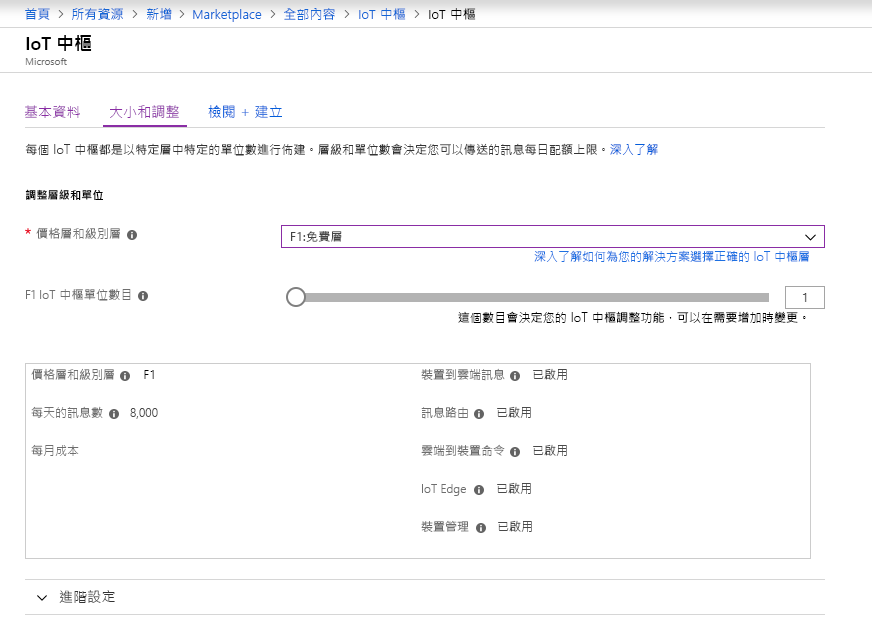 首頁 > 所有資源 > 新增 > Marketplace > 全部內容 > IoT 中樞 > IoT 中樞
IoT 中樞
Microsoft
基本資料 大小和調整 檢閱 + 建立
每個 IoT 中樞都是以特定層中特定的單位數進行佈建。層級和單位數會決定您可以傳送的訊息每日配額上限。深入了解
調整層級和單位
* 價格層和級別層 F1:免費層
深入了解如何為您的解決方案選擇正確的 IoT 中樞層
F1 IoT 中樞單位數目 1
這個數目會決定您的 IoT 中樞調整功能，可以在需要增加時變更。
價格層和級別層 F1 裝置到雲端訊息 已啟用
每天的訊息數 8,000 訊息路由 已啟用
每月成本 雲端到裝置命令 已啟用
IoT Edge 已啟用
裝置管理 已啟用
進階設定